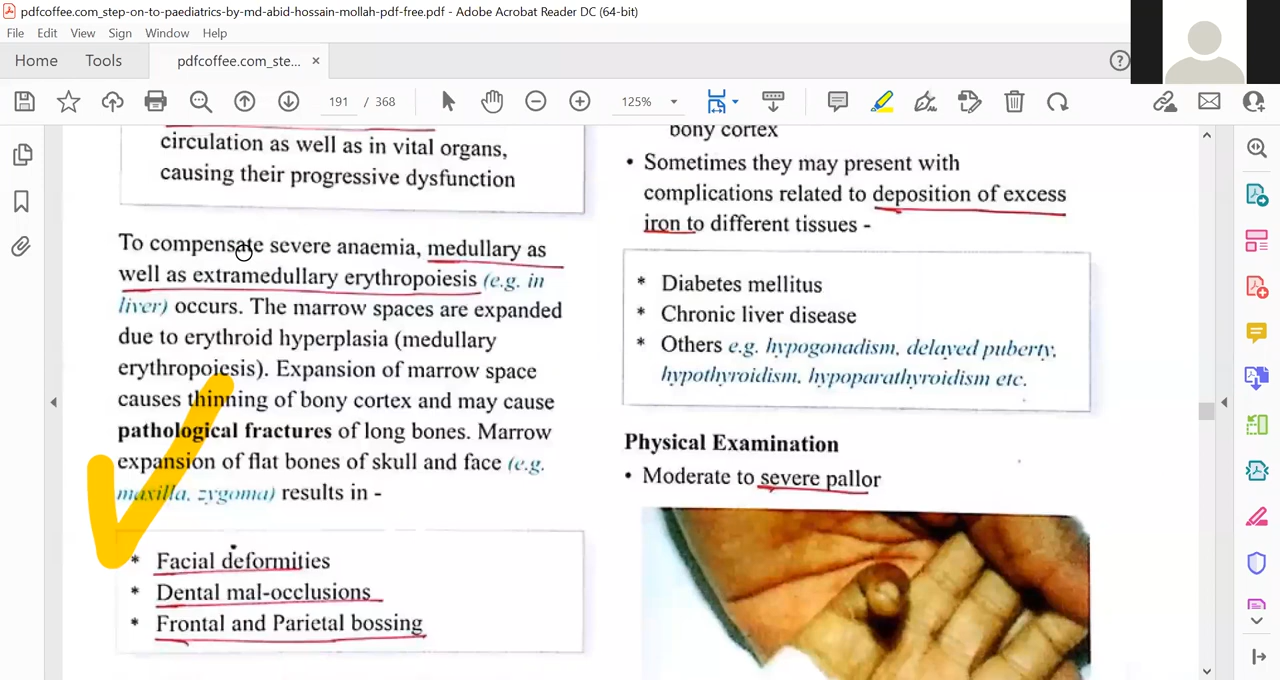 pdfcoffee.com_step-on-to-paediatrics-by-md-abid-hossain-mollah-pdf-free.pdf - Adobe Acrobat Reader DC (64-bit)
File Edit View Sign Window Help
Home Tools pdfcoffee.com_ste... ×
191 / 368 125%
circulation as well as in vital organs,
causing their progressive dysfunction
To compensate severe anaemia, medullary as
well as extramedullary erythropoiesis (e.g. in
liver) occurs. The marrow spaces are expanded
due to erythroid hyperplasia (medullary
erythropoiesis). Expansion of marrow space
causes thinning of bony cortex and may cause
pathological fractures of long bones. Marrow
expansion of flat bones of skull and face (e.g.
maxilla, zygoma) results in -
* Facial deformities
* Dental mal-occlusions
* Frontal and Parietal bossing
bony cortex
• Sometimes they may present with
complications related to deposition of excess
iron to different tissues -
* Diabetes mellitus
* Chronic liver disease
* Others e.g. hypogonadism, delayed puberty,
hypothyroidism, hypoparathyroidism etc.
Physical Examination
• Moderate to severe pallor